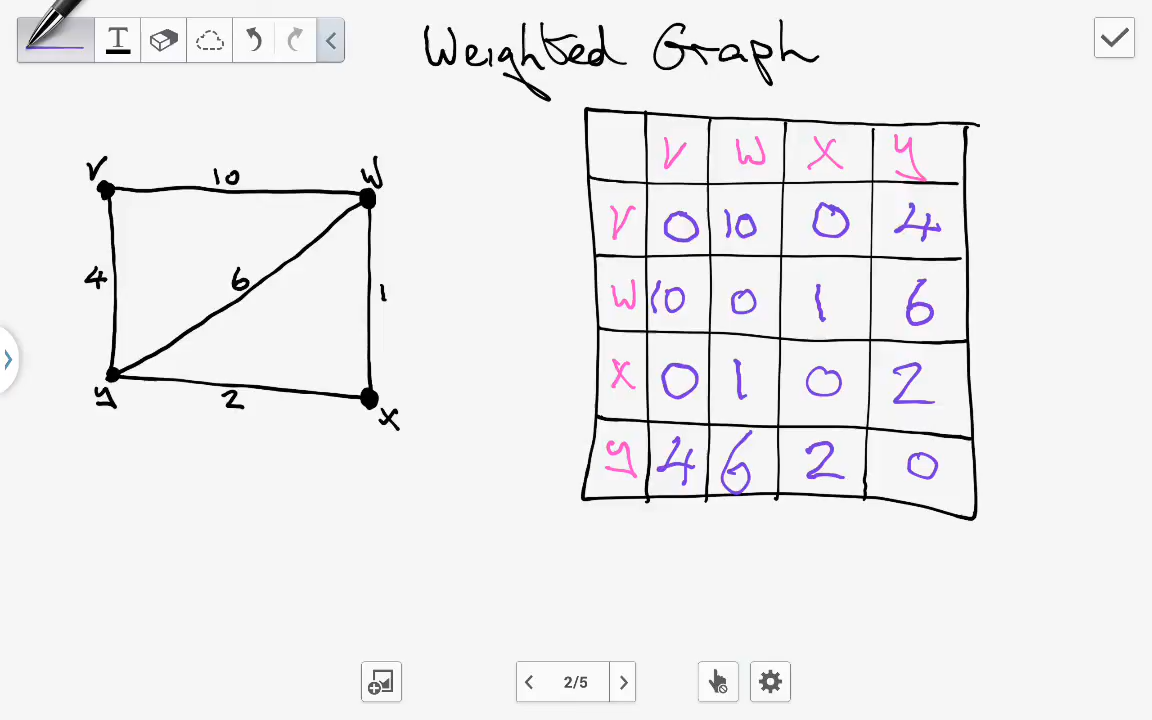 T
Weighted Graph
V 10 W
4 6 1
y 2 x
V W X y
V 0 10 0 4
W 10 0 1 6
X 0 1 0 2
y 4 6 2 0
2/5